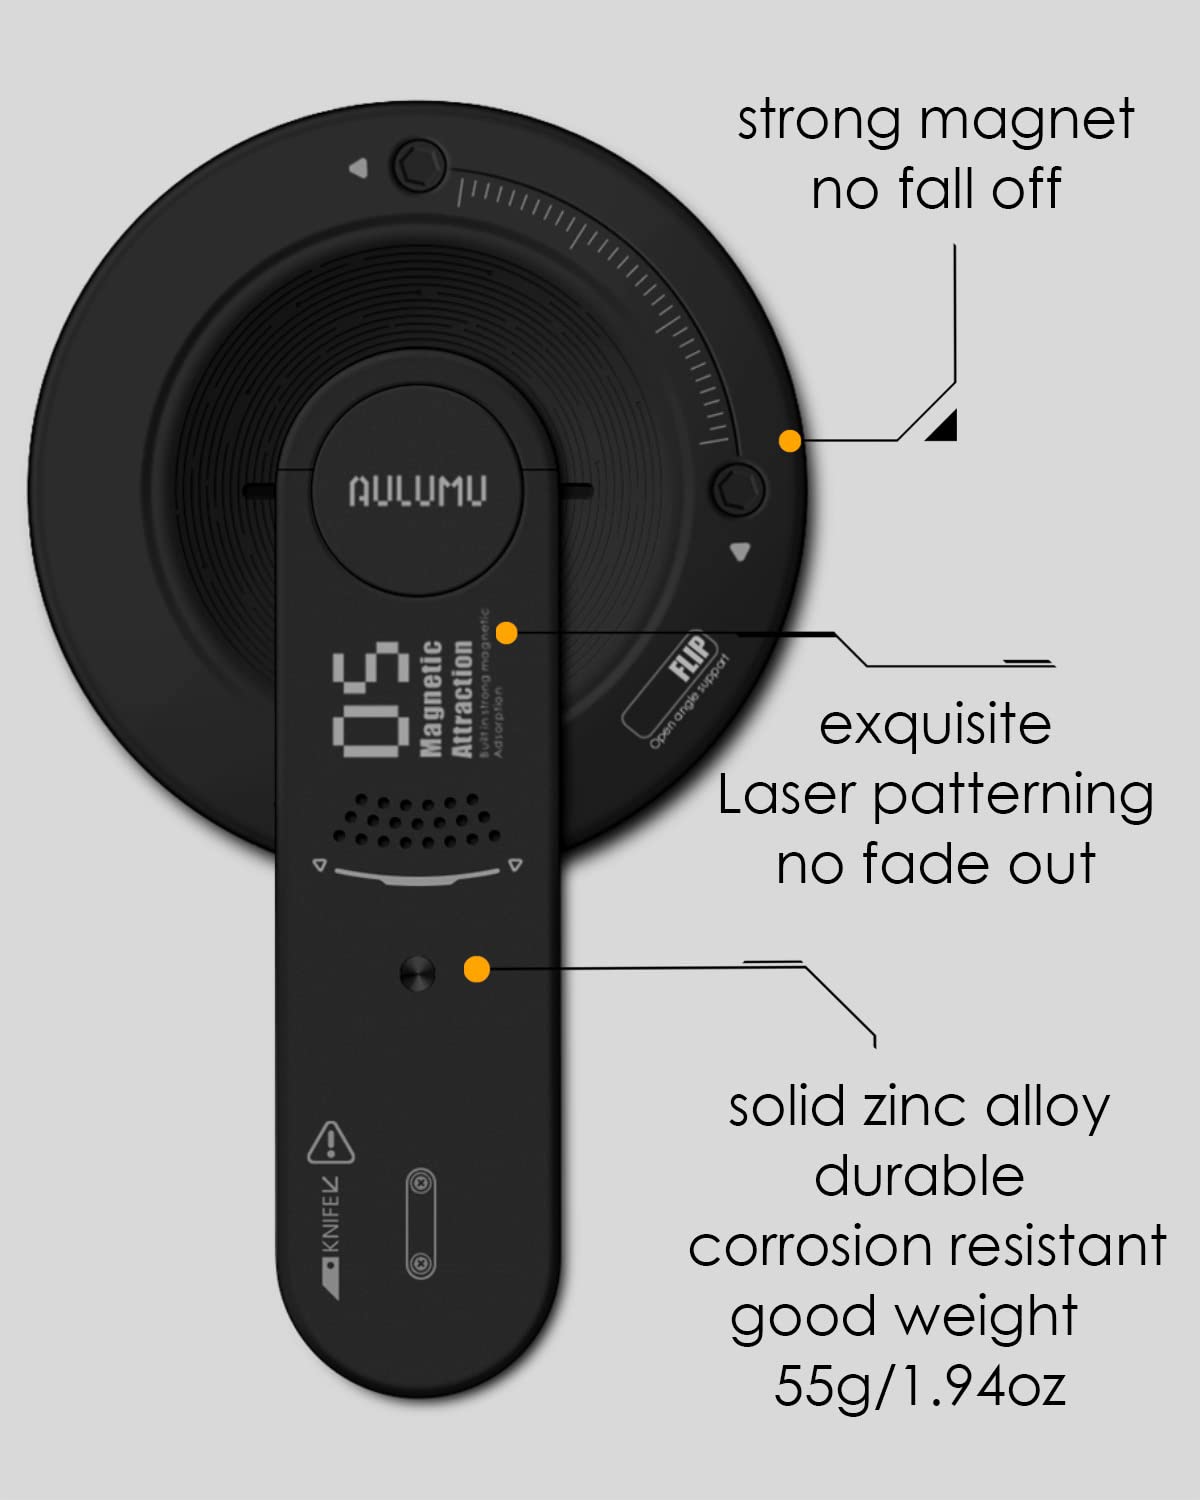 strong magnet
no fall off
AULUMU
05
Magnetic
Attraction
Built in strong magnetic
Adsorption
FLIP
Open angle support
exquisite
Laser patterning
no fade out
solid zinc alloy
durable
corrosion resistant
good weight
55g/1.94oz
KNIFE